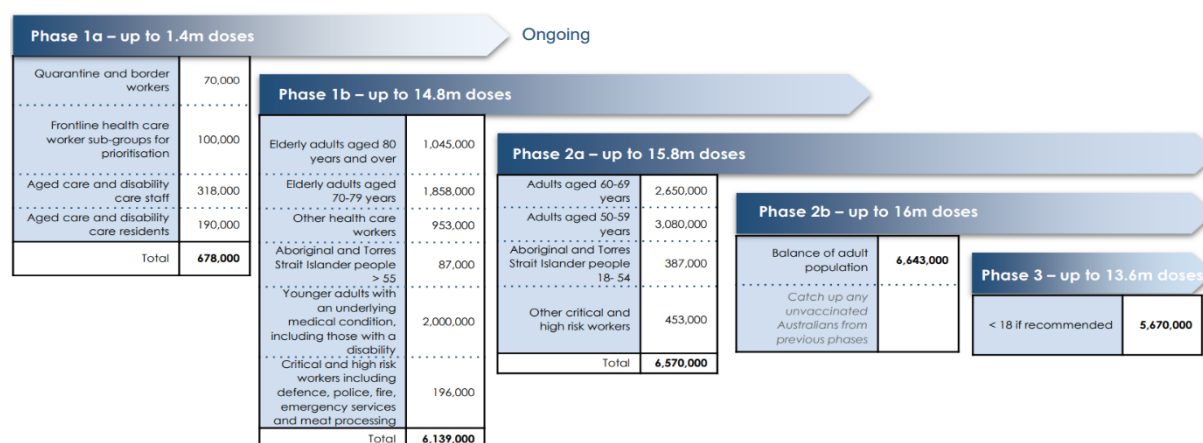 Phase 1a – up to 1.4m doses
Ongoing
Quarantine and border
workers
70,000
Frontline health care
worker sub-groups for
prioritisation
100,000
Aged care and disability
care staff
318,000
Aged care and disability
care residents
190,000
Total
678,000
Phase 1b – up to 14.8m doses
Elderly adults aged 80
years and over
1,045,000
Elderly adults aged
70-79 years
1,858,000
Other health care
workers
953,000
Aboriginal and Torres
Strait Islander people
> 55
87,000
Younger adults with
an underlying
medical condition,
including those with a
disability
2,000,000
Critical and high risk
workers including
defence, police, fire,
emergency services
and meat processing
196,000
Total
6,139,000
Phase 2a – up to 15.8m doses
Adults aged 60-69
years
2,650,000
Adults aged 50-59
years
3,080,000
Aboriginal and Torres
Strait Islander people
18- 54
387,000
Other critical and
high risk workers
453,000
Total
6,570,000
Phase 2b – up to 16m doses
Balance of adult
population
6,643,000
Catch up any
unvaccinated
Australians from
previous phases
Phase 3 – up to 13.6m doses
< 18 if recommended
5,670,000